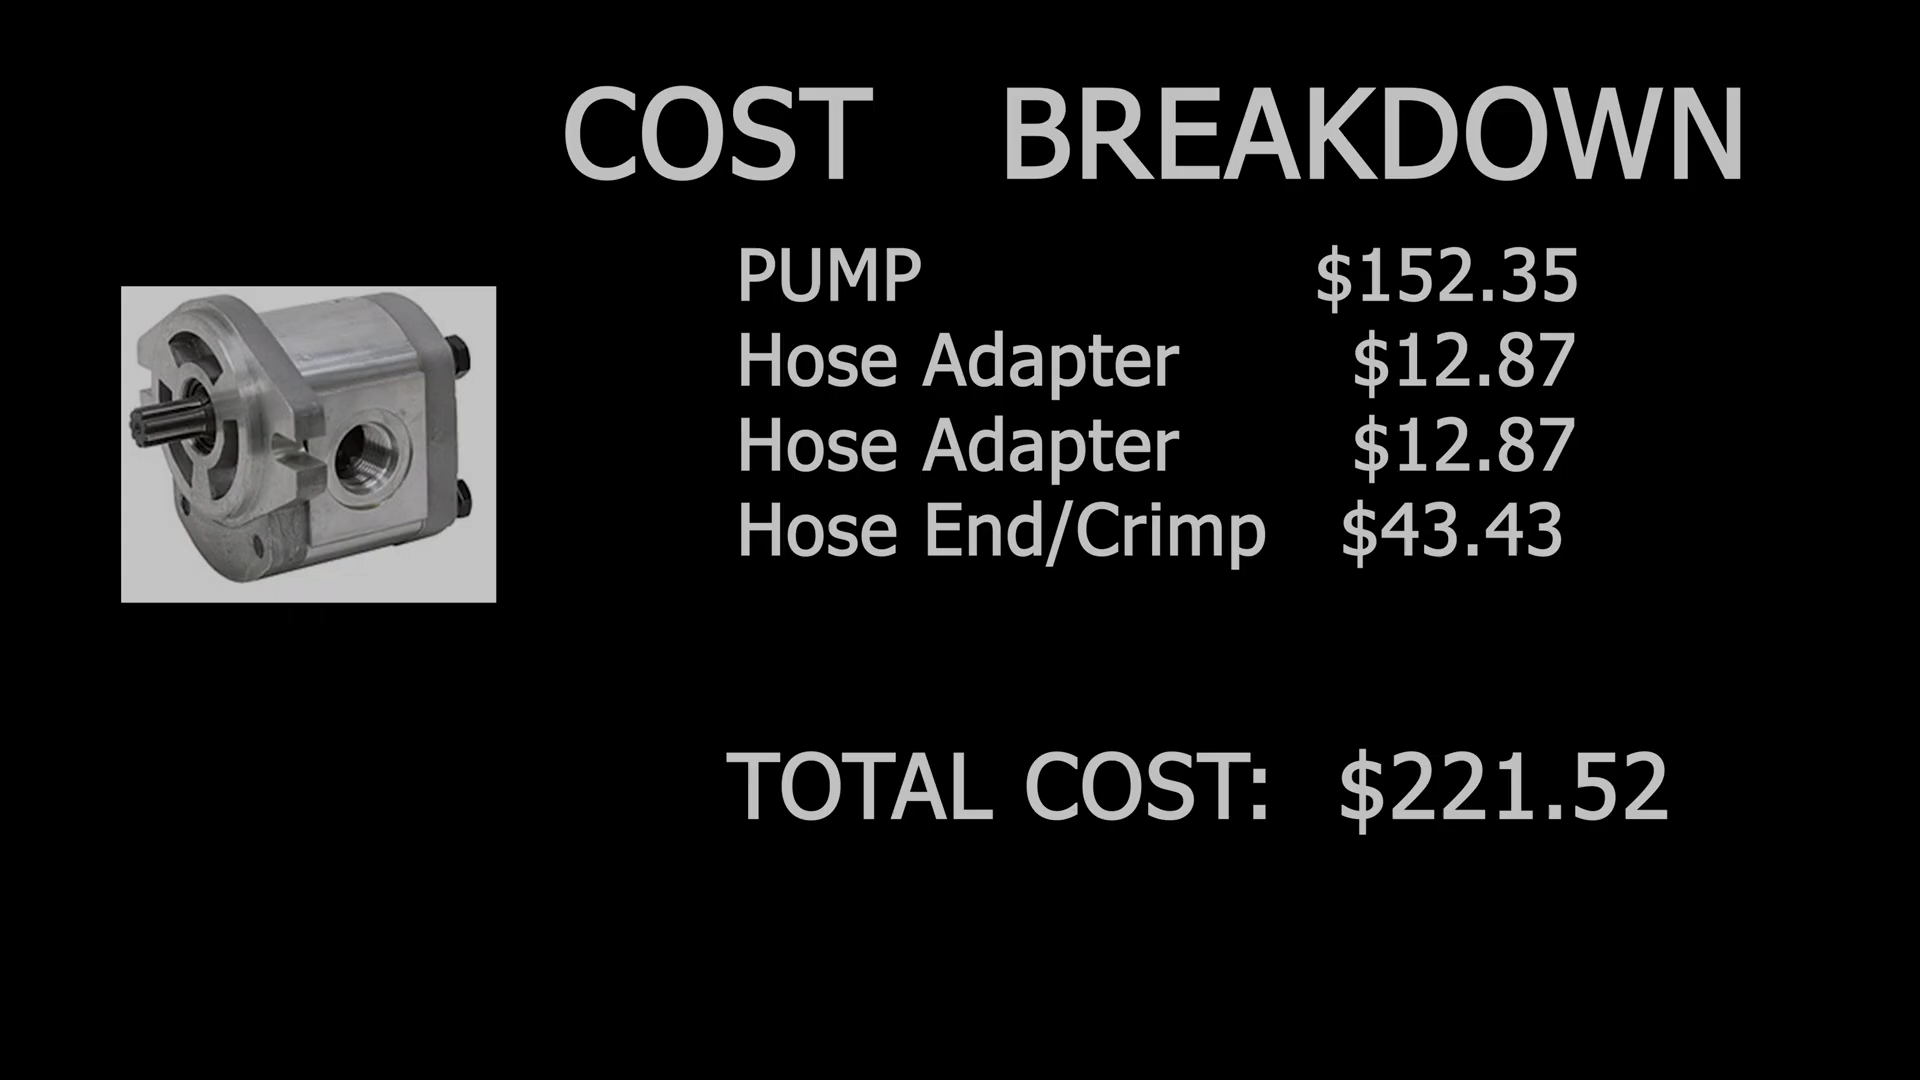 COST BREAKDOWN
PUMP $152.35
Hose Adapter $12.87
Hose Adapter $12.87
Hose End/Crimp $43.43
TOTAL COST: $221.52